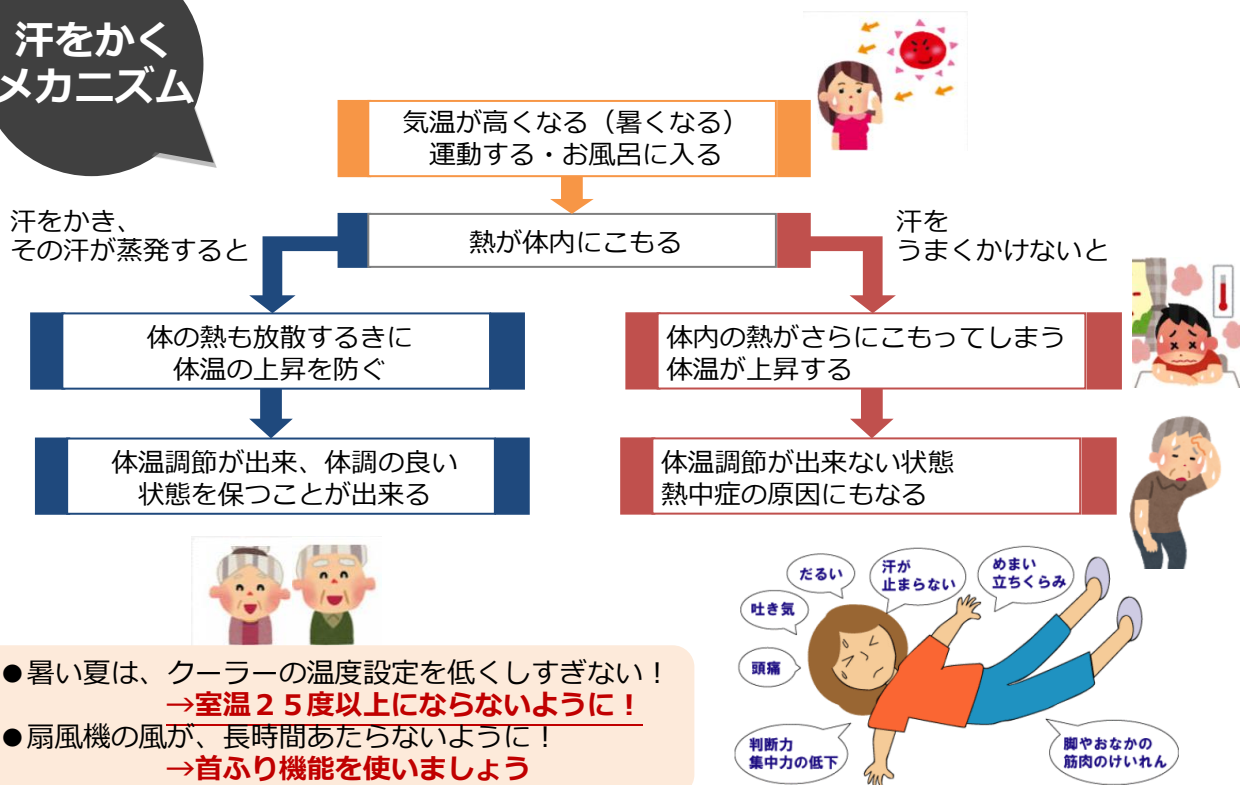 汗をかく
メカニズム
気温が高くなる（暑くなる）
運動する・お風呂に入る
汗をかき、
その汗が蒸発すると
熱が体内にこもる
汗を
うまくかけないと
体の熱も放散するきに
体温の上昇を防ぐ
体内の熱がさらにこもってしまう
体温が上昇する
体温調節が出来、体調の良い
状態を保つことが出来る
体温調節が出来ない状態
熱中症の原因にもなる
だるい
汗が
止まらない
めまい
立ちくらみ
吐き気
頭痛
判断力
集中力の低下
脚やおなかの
筋肉のけいれん
●暑い夏は、クーラーの温度設定を低くしすぎない！
→室温２５度以上にならないように！
●扇風機の風が、長時間あたらないように！
→首ふり機能を使いましょう